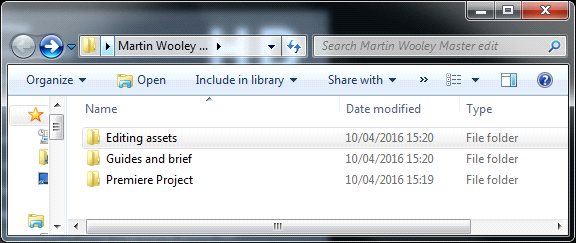 Martin Wooley ...
Search Martin Wooley Master edit
Organize Open Include in library Share with »
Name Date modified Type
Editing assets 10/04/2016 15:20 File folder
Guides and brief 10/04/2016 15:20 File folder
Premiere Project 10/04/2016 15:19 File folder